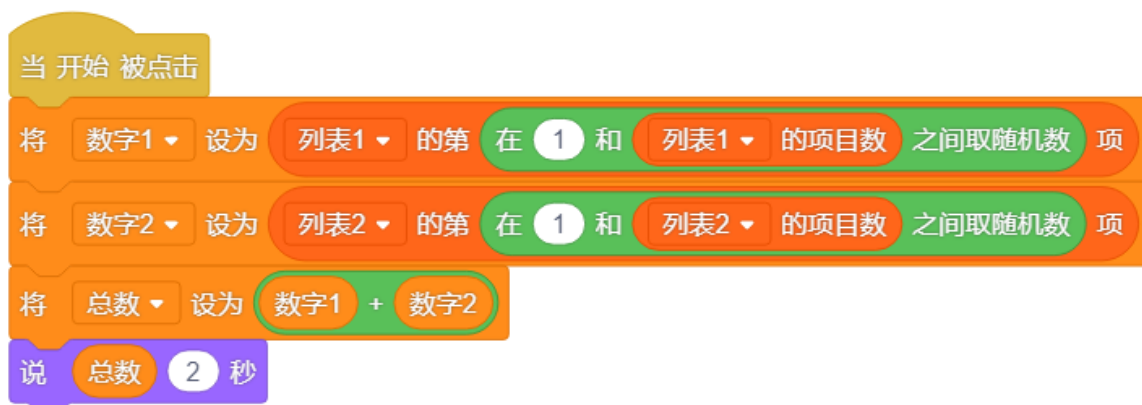 当 开始 被点击
将 数字1 设为 列表1 的第 在 1 和 列表1 的项目数 之间取随机数 项
将 数字2 设为 列表2 的第 在 1 和 列表2 的项目数 之间取随机数 项
将 总数 设为 数字1 + 数字2
说 总数 2 秒